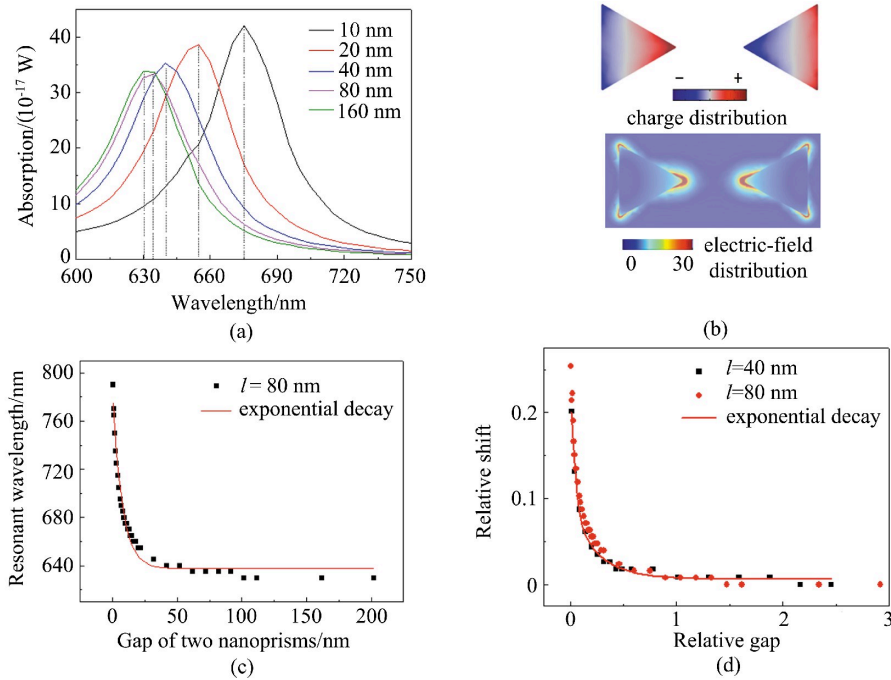 40
30
20
10
0
Absorption/(10⁻¹⁷ W)
10 nm
20 nm
40 nm
80 nm
160 nm
600 630 660 690 720 750
Wavelength/nm
(a)
− +
charge distribution
0 30
electric-field
distribution
(b)
800
760
720
680
640
Resonant wavelength/nm
l = 80 nm
exponential decay
0 50 100 150 200
Gap of two nanoprisms/nm
(c)
0.2
0.1
0
Relative shift
l=40 nm
l=80 nm
exponential decay
0 1 2 3
Relative gap
(d)